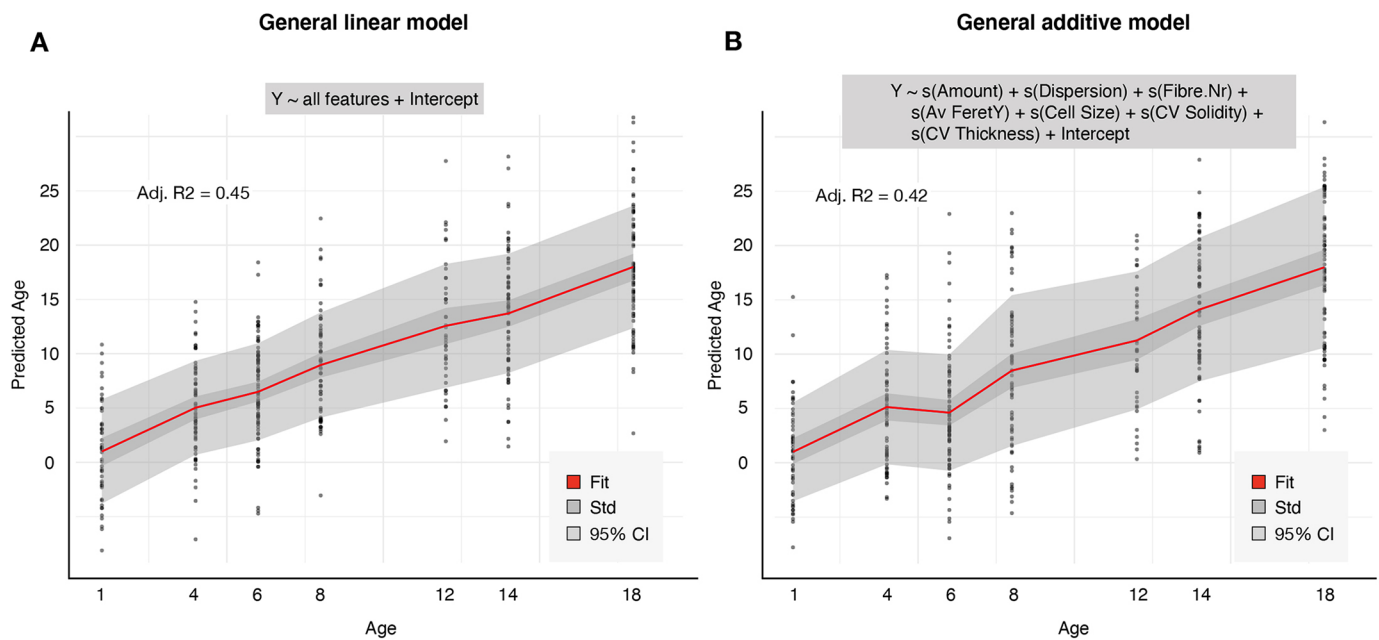 General linear model
A
Y ~ all features + Intercept
Adj. R2 = 0.45
Predicted Age
25
20
15
10
5
0
Fit
Std
95% CI
1 4 6 8 12 14 18
Age
General additive model
B
Y ~ s(Amount) + s(Dispersion) + s(Fibre.Nr) +
s(Av FeretY) + s(Cell Size) + s(CV Solidity) +
s(CV Thickness) + Intercept
Adj. R2 = 0.42
Predicted Age
25
20
15
10
5
0
Fit
Std
95% CI
1 4 6 8 12 14 18
Age